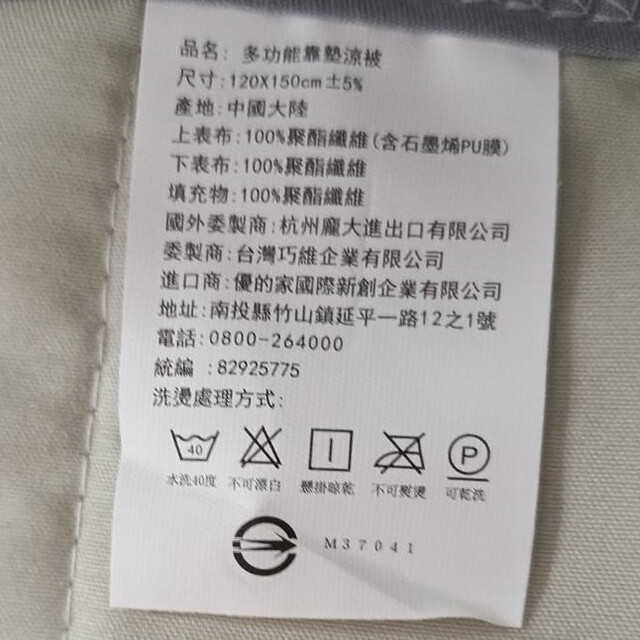 品名: 多功能靠墊涼被
尺寸:120X150cm±5%
產地:中國大陸
上表布:100%聚酯纖維(含石墨烯PU膜)
下表布:100%聚酯纖維
填充物:100%聚酯纖維
國外委製商:杭州龐大進出口有限公司
委製商:台灣巧維企業有限公司
進口商:優的家國際新創企業有限公司
地址:南投縣竹山鎮延平一路12之1號
電話:0800-264000
統編 :82925775
洗燙處理方式:
40
P
水洗40度 不可漂白 懸掛晾乾 不可熨燙 可乾洗
M37041